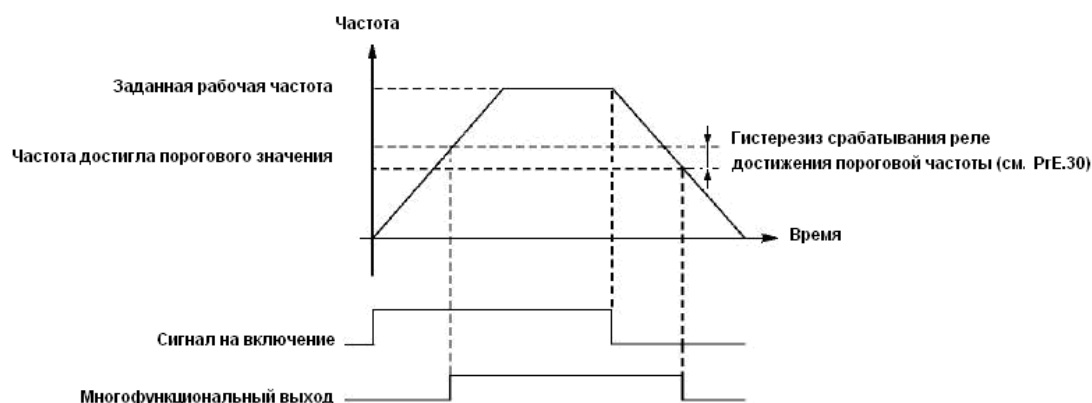 Частота
Заданная рабочая частота
Гистерезиз срабатывания реле
Частота достигла порогового значения
достижения пороговой частоты (см. PrE.30)
Время
Сигнал на включение
Многофункциональный выход